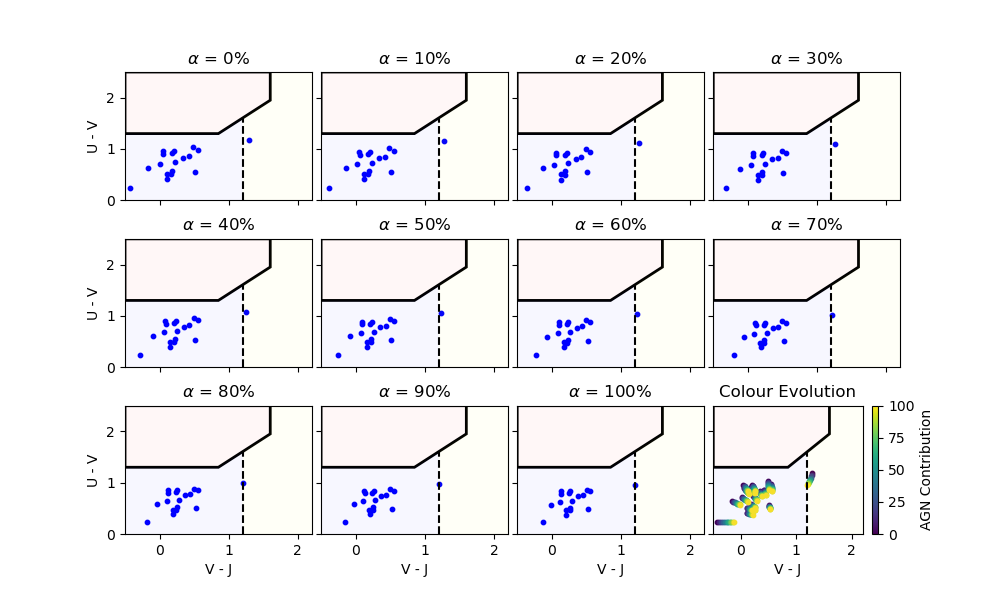 α = 0% α = 10% α = 20% α = 30%
2
1
0
U - V
α = 40% α = 50% α = 60% α = 70%
2
1
0
U - V
α = 80% α = 90% α = 100% Colour Evolution
2
1
0
U - V
0 1 2 0 1 2 0 1 2 0 1 2
V - J V - J V - J V - J
100
75
50
25
0
AGN Contribution